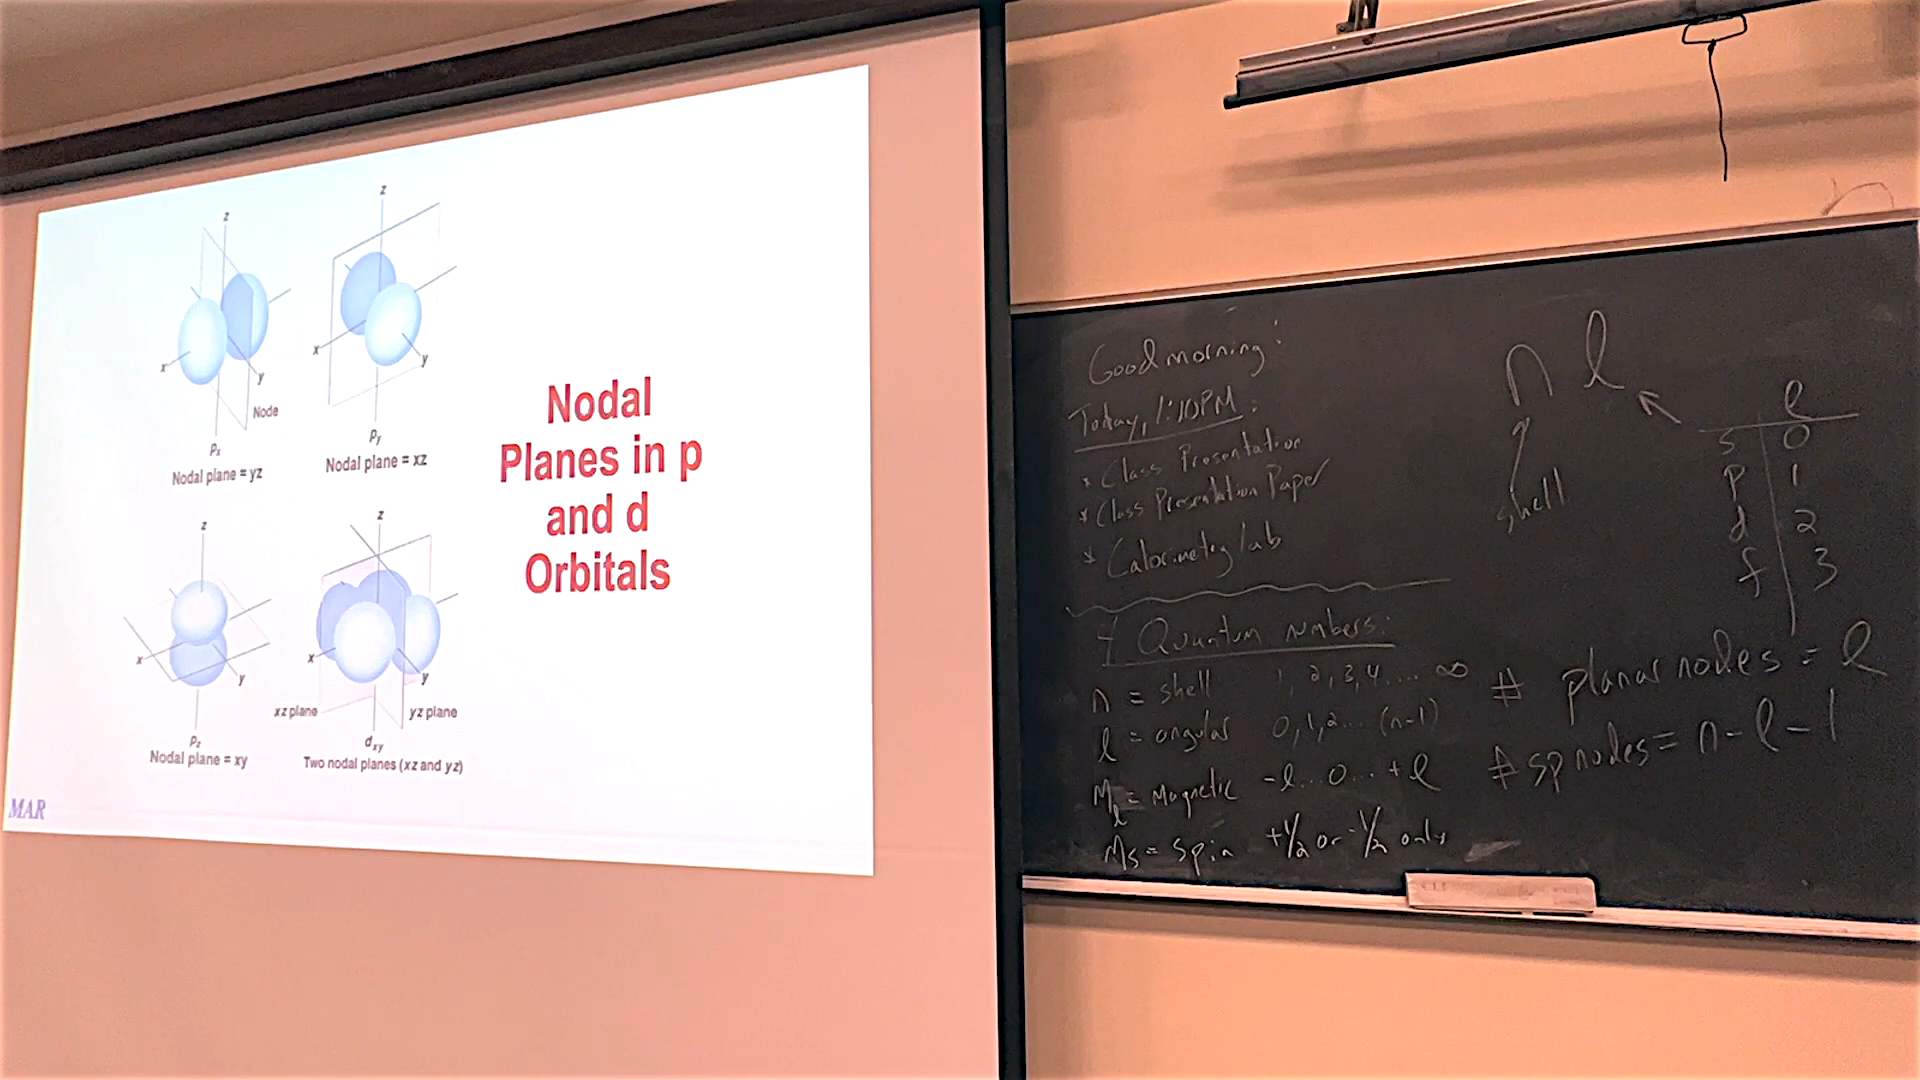 z
x
y
Node
px
Nodal plane = yz
z
x
y
py
Nodal plane = xz
z
x
y
pz
Nodal plane = xy
z
x
y
xz plane
yz plane
dxy
Two nodal planes (xz and yz)
Nodal
Planes in p
and d
Orbitals
MAR
Good morning!
Today, 1:10PM:
* Class Presentation
* Class Presentation Paper
* Calorimetry lab
4 Quantum numbers:
n = shell 1, 2, 3, 4, ... ∞
l = angular 0, 1, 2 ... (n-1)
Ml = Magnetic -l ... 0 ... +l
Ms = spin +1/2 or -1/2 only
n l
shell
l
s 0
p 1
d 2
f 3
# planar nodes = l
# sp nodes = n - l - 1